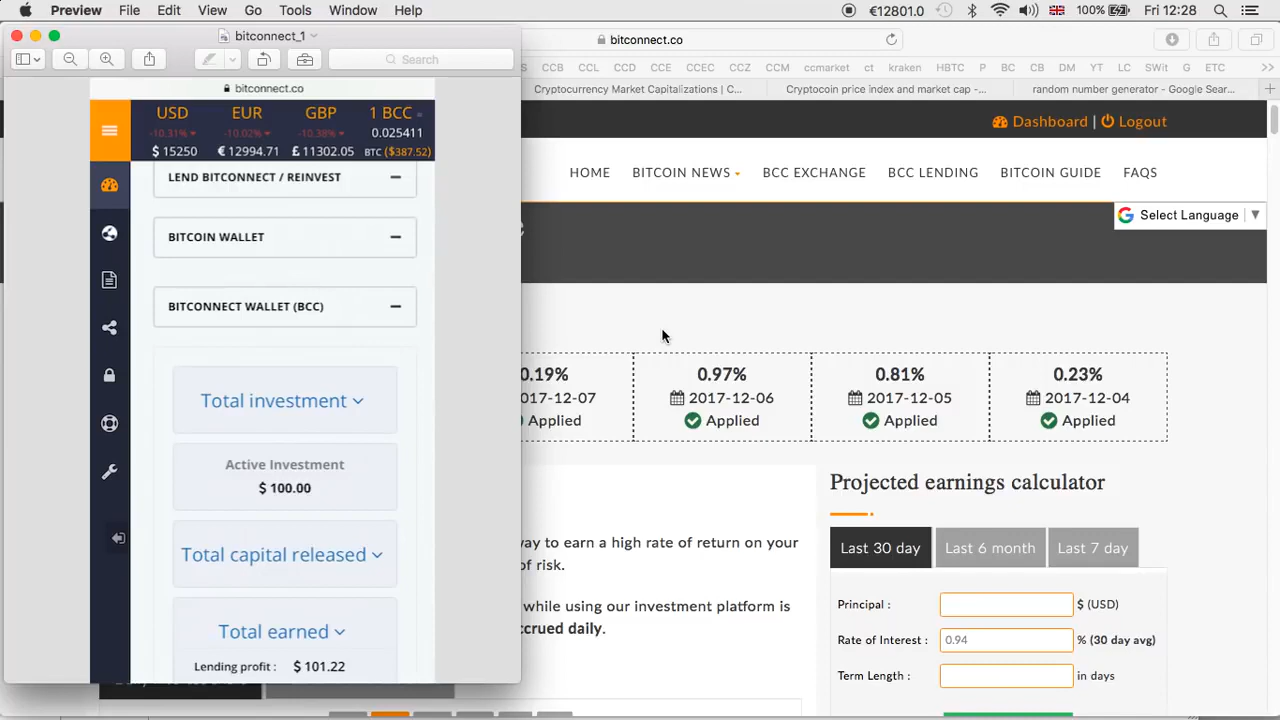 Preview File Edit View Go Tools Window Help €12801.0 100% Fri 12:28
bitconnect_1
Search
bitconnect.co
USD EUR GBP 1 BCC =
-10.31% -10.02% -10.38% 0.025411
$ 15250 € 12994.71 £ 11302.05 BTC ($387.52)
LEND BITCONNECT / REINVEST
BITCOIN WALLET
BITCONNECT WALLET (BCC)
Total investment
Active Investment
$ 100.00
Total capital released
Total earned
Lending profit : $ 101.22
bitconnect.co
CCB CCL CCD CCE CCEC CCZ CCM ccmarket ct kraken HBTC P BC CB DM YT LC SWit G ETC
Cryptocurrency Market Capitalizations | C... Cryptocoin price index and market cap -... random number generator - Google Sear...
Dashboard | Logout
HOME BITCOIN NEWS BCC EXCHANGE BCC LENDING BITCOIN GUIDE FAQS
Select Language
0.19% 0.97% 0.81% 0.23%
017-12-07 2017-12-06 2017-12-05 2017-12-04
Applied Applied Applied Applied
Projected earnings calculator
Last 30 day Last 6 month Last 7 day
way to earn a high rate of return on your
of risk.
while using our investment platform is
ccrued daily.
Principal : $ (USD)
Rate of Interest : 0.94 % (30 day avg)
Term Length : in days